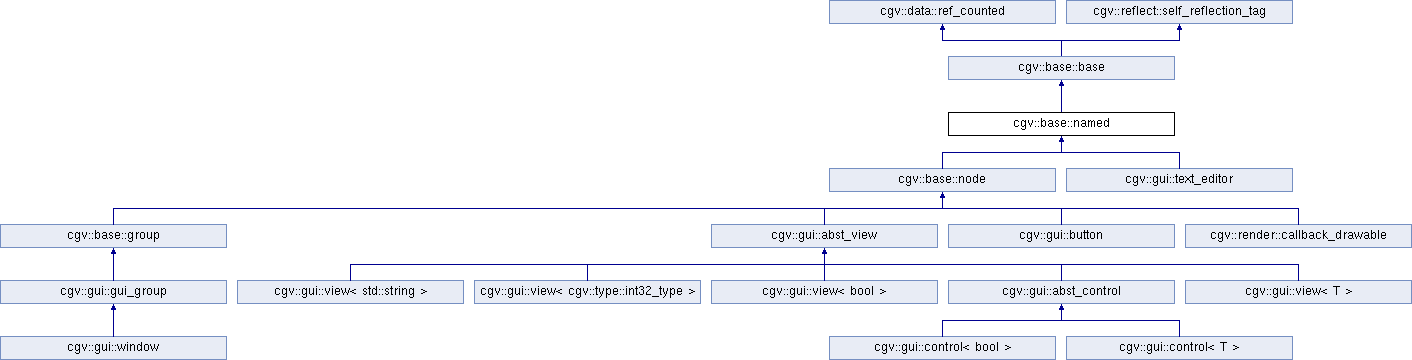 cgv::data::ref_counted cgv::reflect::self_reflection_tag
cgv::base::base
cgv::base::named
cgv::base::node cgv::gui::text_editor
cgv::base::group cgv::gui::abst_view cgv::gui::button cgv::render::callback_drawable
cgv::gui::gui_group cgv::gui::view< std::string > cgv::gui::view< cgv::type::int32_type > cgv::gui::view< bool > cgv::gui::abst_control cgv::gui::view< T >
cgv::gui::window cgv::gui::control< bool > cgv::gui::control< T >